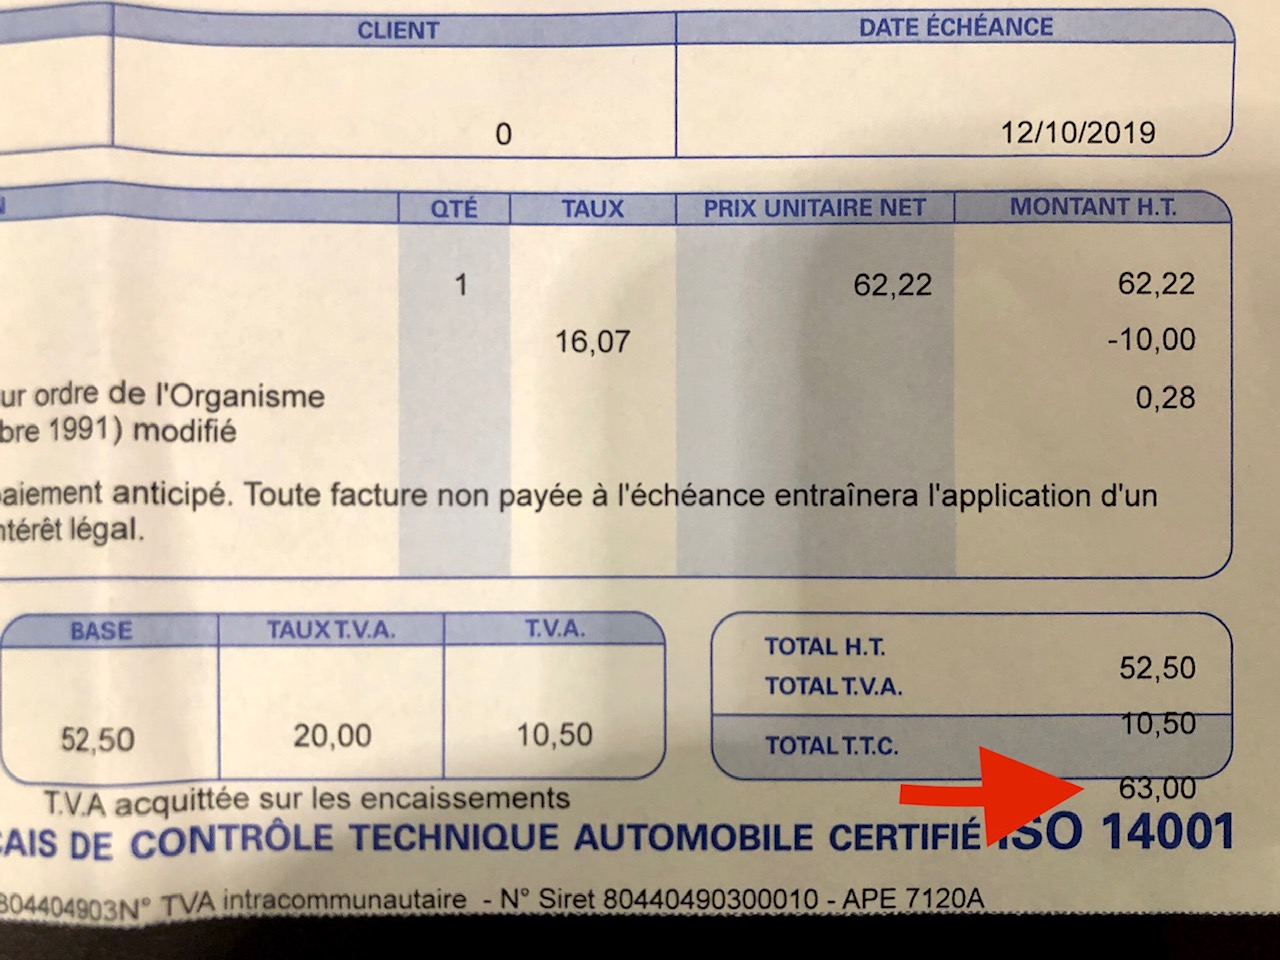 CLIENT DATE ÉCHÉANCE
0 12/10/2019
QTÉ TAUX PRIX UNITAIRE NET MONTANT H.T.
1 62,22 62,22
16,07 -10,00
ur ordre de l'Organisme 0,28
bre 1991) modifié
paiement anticipé. Toute facture non payée à l'échéance entraînera l'application d'un
ntérêt légal.
BASE TAUX T.V.A. T.V.A.
52,50 20,00 10,50
TOTAL H.T. 52,50
TOTAL T.V.A. 10,50
TOTAL T.T.C. 63,00
T.V.A acquittée sur les encaissements
ÇAIS DE CONTRÔLE TECHNIQUE AUTOMOBILE CERTIFIÉ ISO 14001
804404903N° TVA intracommunautaire - N° Siret 80440490300010 - APE 7120A